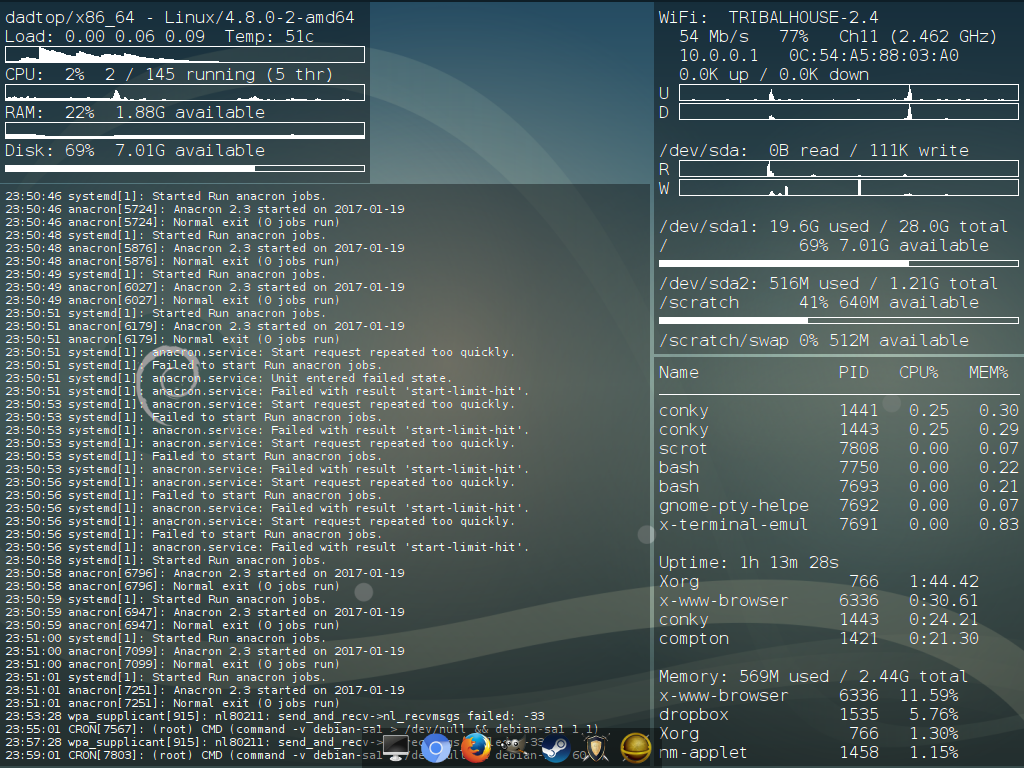 dadtop/x86_64 - Linux/4.8.0-2-amd64
Load: 0.00 0.06 0.09  Temp: 51c
CPU:  2%  2 / 145 running (5 thr)
RAM:  22%  1.88G available
Disk: 69%  7.01G available
23:50:46 systemd[1]: Started Run anacron jobs.
23:50:46 anacron[5724]: Anacron 2.3 started on 2017-01-19
23:50:46 anacron[5724]: Normal exit (0 jobs run)
23:50:48 systemd[1]: Started Run anacron jobs.
23:50:48 anacron[5876]: Anacron 2.3 started on 2017-01-19
23:50:48 anacron[5876]: Normal exit (0 jobs run)
23:50:49 systemd[1]: Started Run anacron jobs.
23:50:49 anacron[6027]: Anacron 2.3 started on 2017-01-19
23:50:49 anacron[6027]: Normal exit (0 jobs run)
23:50:51 systemd[1]: Started Run anacron jobs.
23:50:51 anacron[6179]: Anacron 2.3 started on 2017-01-19
23:50:51 anacron[6179]: Normal exit (0 jobs run)
23:50:51 systemd[1]: anacron.service: Start request repeated too quickly.
23:50:51 systemd[1]: Failed to start Run anacron jobs.
23:50:51 systemd[1]: anacron.service: Unit entered failed state.
23:50:51 systemd[1]: anacron.service: Failed with result 'start-limit-hit'.
23:50:53 systemd[1]: anacron.service: Start request repeated too quickly.
23:50:53 systemd[1]: Failed to start Run anacron jobs.
23:50:53 systemd[1]: anacron.service: Failed with result 'start-limit-hit'.
23:50:53 systemd[1]: anacron.service: Start request repeated too quickly.
23:50:53 systemd[1]: Failed to start Run anacron jobs.
23:50:53 systemd[1]: anacron.service: Failed with result 'start-limit-hit'.
23:50:56 systemd[1]: anacron.service: Start request repeated too quickly.
23:50:56 systemd[1]: Failed to start Run anacron jobs.
23:50:56 systemd[1]: anacron.service: Failed with result 'start-limit-hit'.
23:50:56 systemd[1]: anacron.service: Start request repeated too quickly.
23:50:56 systemd[1]: Failed to start Run anacron jobs.
23:50:56 systemd[1]: anacron.service: Failed with result 'start-limit-hit'.
23:50:58 systemd[1]: Started Run anacron jobs.
23:50:58 anacron[6796]: Anacron 2.3 started on 2017-01-19
23:50:58 anacron[6796]: Normal exit (0 jobs run)
23:50:59 systemd[1]: Started Run anacron jobs.
23:50:59 anacron[6947]: Anacron 2.3 started on 2017-01-19
23:50:59 anacron[6947]: Normal exit (0 jobs run)
23:51:00 systemd[1]: Started Run anacron jobs.
23:51:00 anacron[7099]: Anacron 2.3 started on 2017-01-19
23:51:00 anacron[7099]: Normal exit (0 jobs run)
23:51:01 systemd[1]: Started Run anacron jobs.
23:51:01 anacron[7251]: Anacron 2.3 started on 2017-01-19
23:51:01 anacron[7251]: Normal exit (0 jobs run)
23:53:28 wpa_supplicant[915]: nl80211: send_and_recv->nl_recvmsgs failed: -33
23:55:01 CRON[7567]: (root) CMD (command -v debian-sa1 > /dev/null && debian-sa1 1 1)
23:57:28 wpa_supplicant[915]: nl80211: send_and_recv->nl_recvmsgs
23:59:01 CRON[7803]: (root) CMD (command -v debian-sa1
WiFi:  TRIBALHOUSE-2.4
54 Mb/s   77%   Ch11 (2.462 GHz)
10.0.0.1   0C:54:A5:88:03:A0
0.0K up / 0.0K down
U
D
/dev/sda:  0B read / 111K write
R
W
/dev/sda1: 19.6G used / 28.0G total
/             69% 7.01G available
/dev/sda2: 516M used / 1.21G total
/scratch      41% 640M available
/scratch/swap 0% 512M available
Name PID CPU% MEM%
conky 1441 0.25 0.30
conky 1443 0.25 0.29
scrot 7808 0.00 0.07
bash 7750 0.00 0.22
bash 7693 0.00 0.21
gnome-pty-helpe 7692 0.00 0.07
x-terminal-emul 7691 0.00 0.83
Uptime: 1h 13m 28s
Xorg 766 1:44.42
x-www-browser 6336 0:30.61
conky 1443 0:24.21
compton 1421 0:21.30
Memory: 569M used / 2.44G total
x-www-browser 6336 11.59%
dropbox 1535 5.76%
Xorg 766 1.30%
nm-applet 1458 1.15%